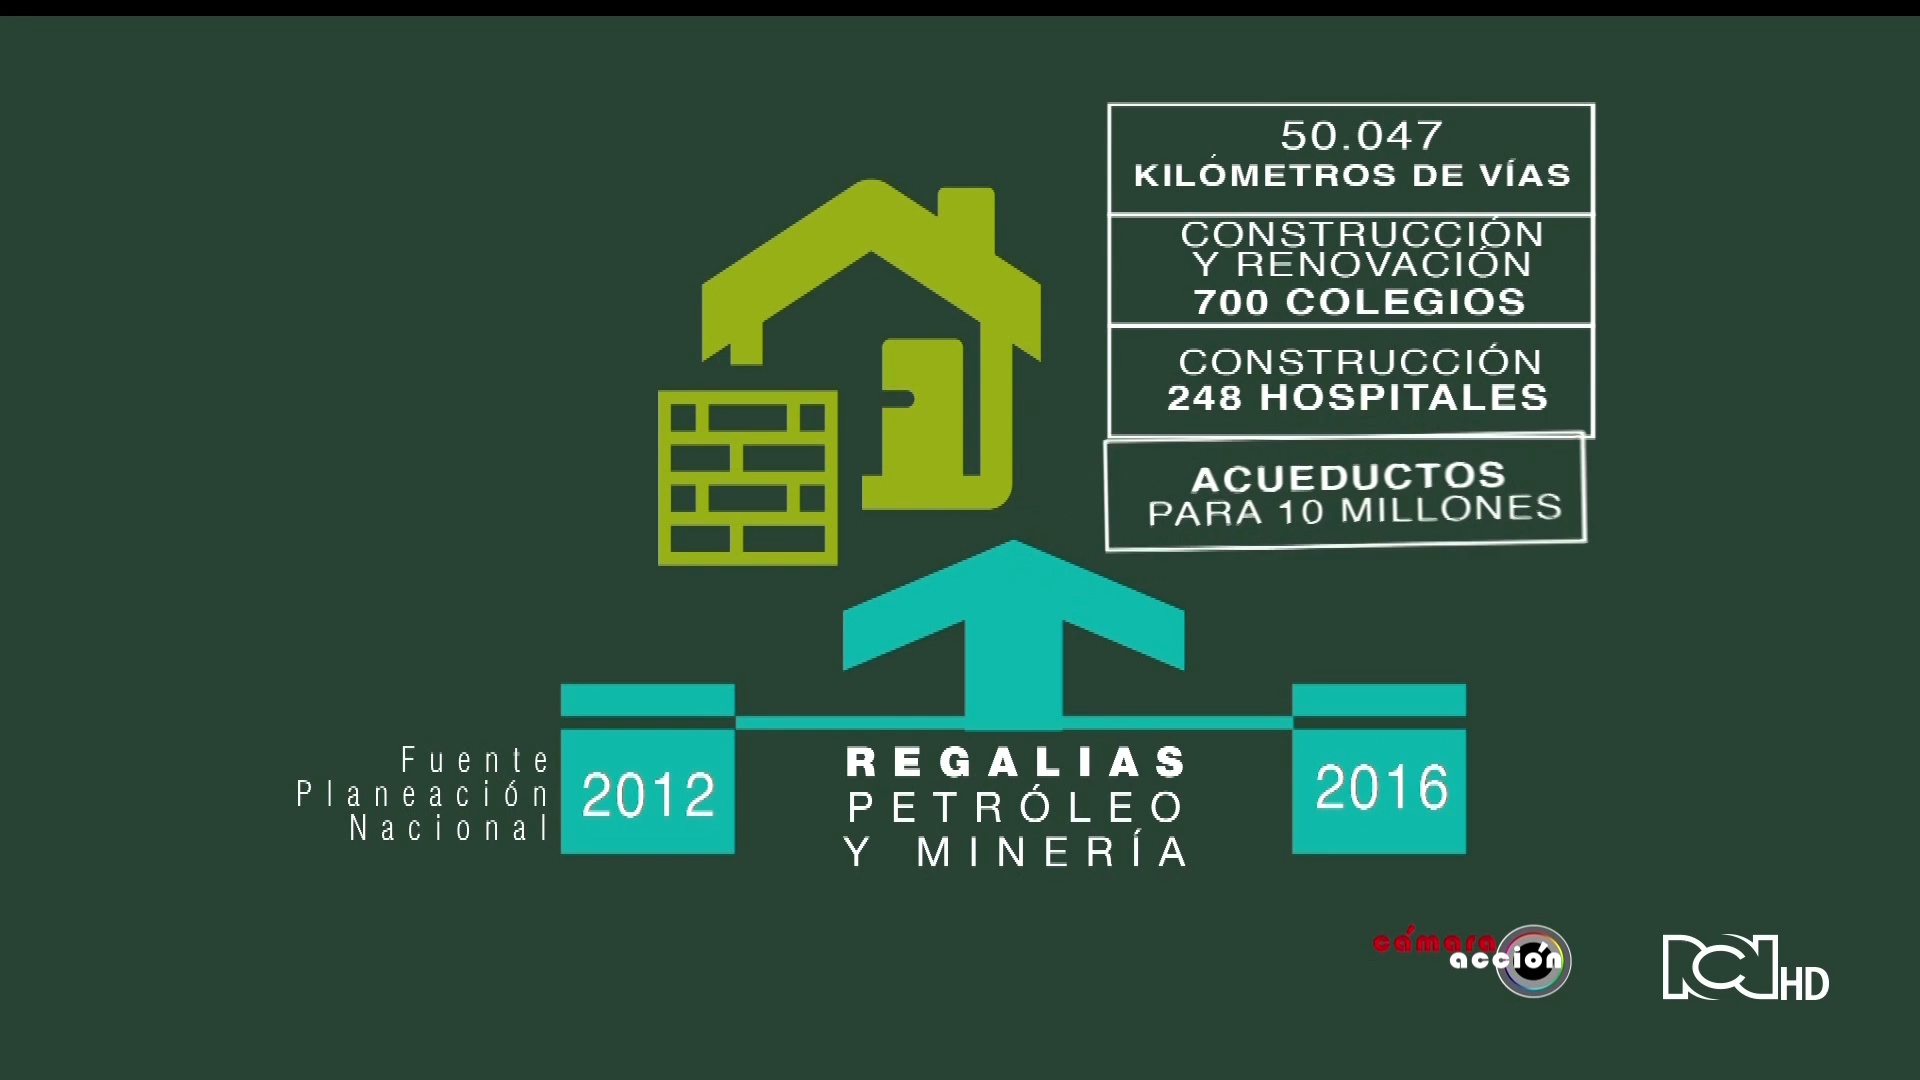 50.047
KILÓMETROS DE VÍAS
CONSTRUCCIÓN
Y RENOVACIÓN
700 COLEGIOS
CONSTRUCCIÓN
248 HOSPITALES
ACUEDUCTOS
PARA 10 MILLONES
Fuente
Planeación
Nacional
2012
REGALIAS
PETRÓLEO
Y MINERÍA
2016
cámara
acción
RCN HD